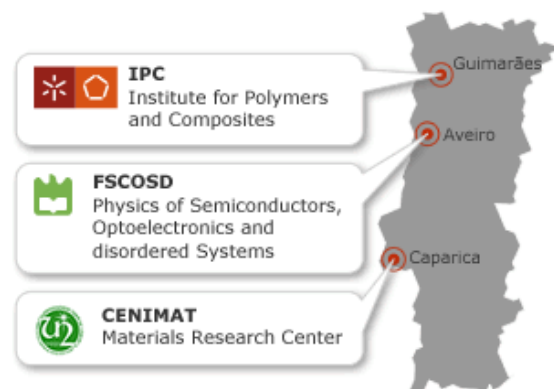 IPC
Institute for Polymers
and Composites
Guimarães
FSCOSD
Physics of Semiconductors,
Optoelectronics and
disordered Systems
Aveiro
CENIMAT
Materials Research Center
Caparica